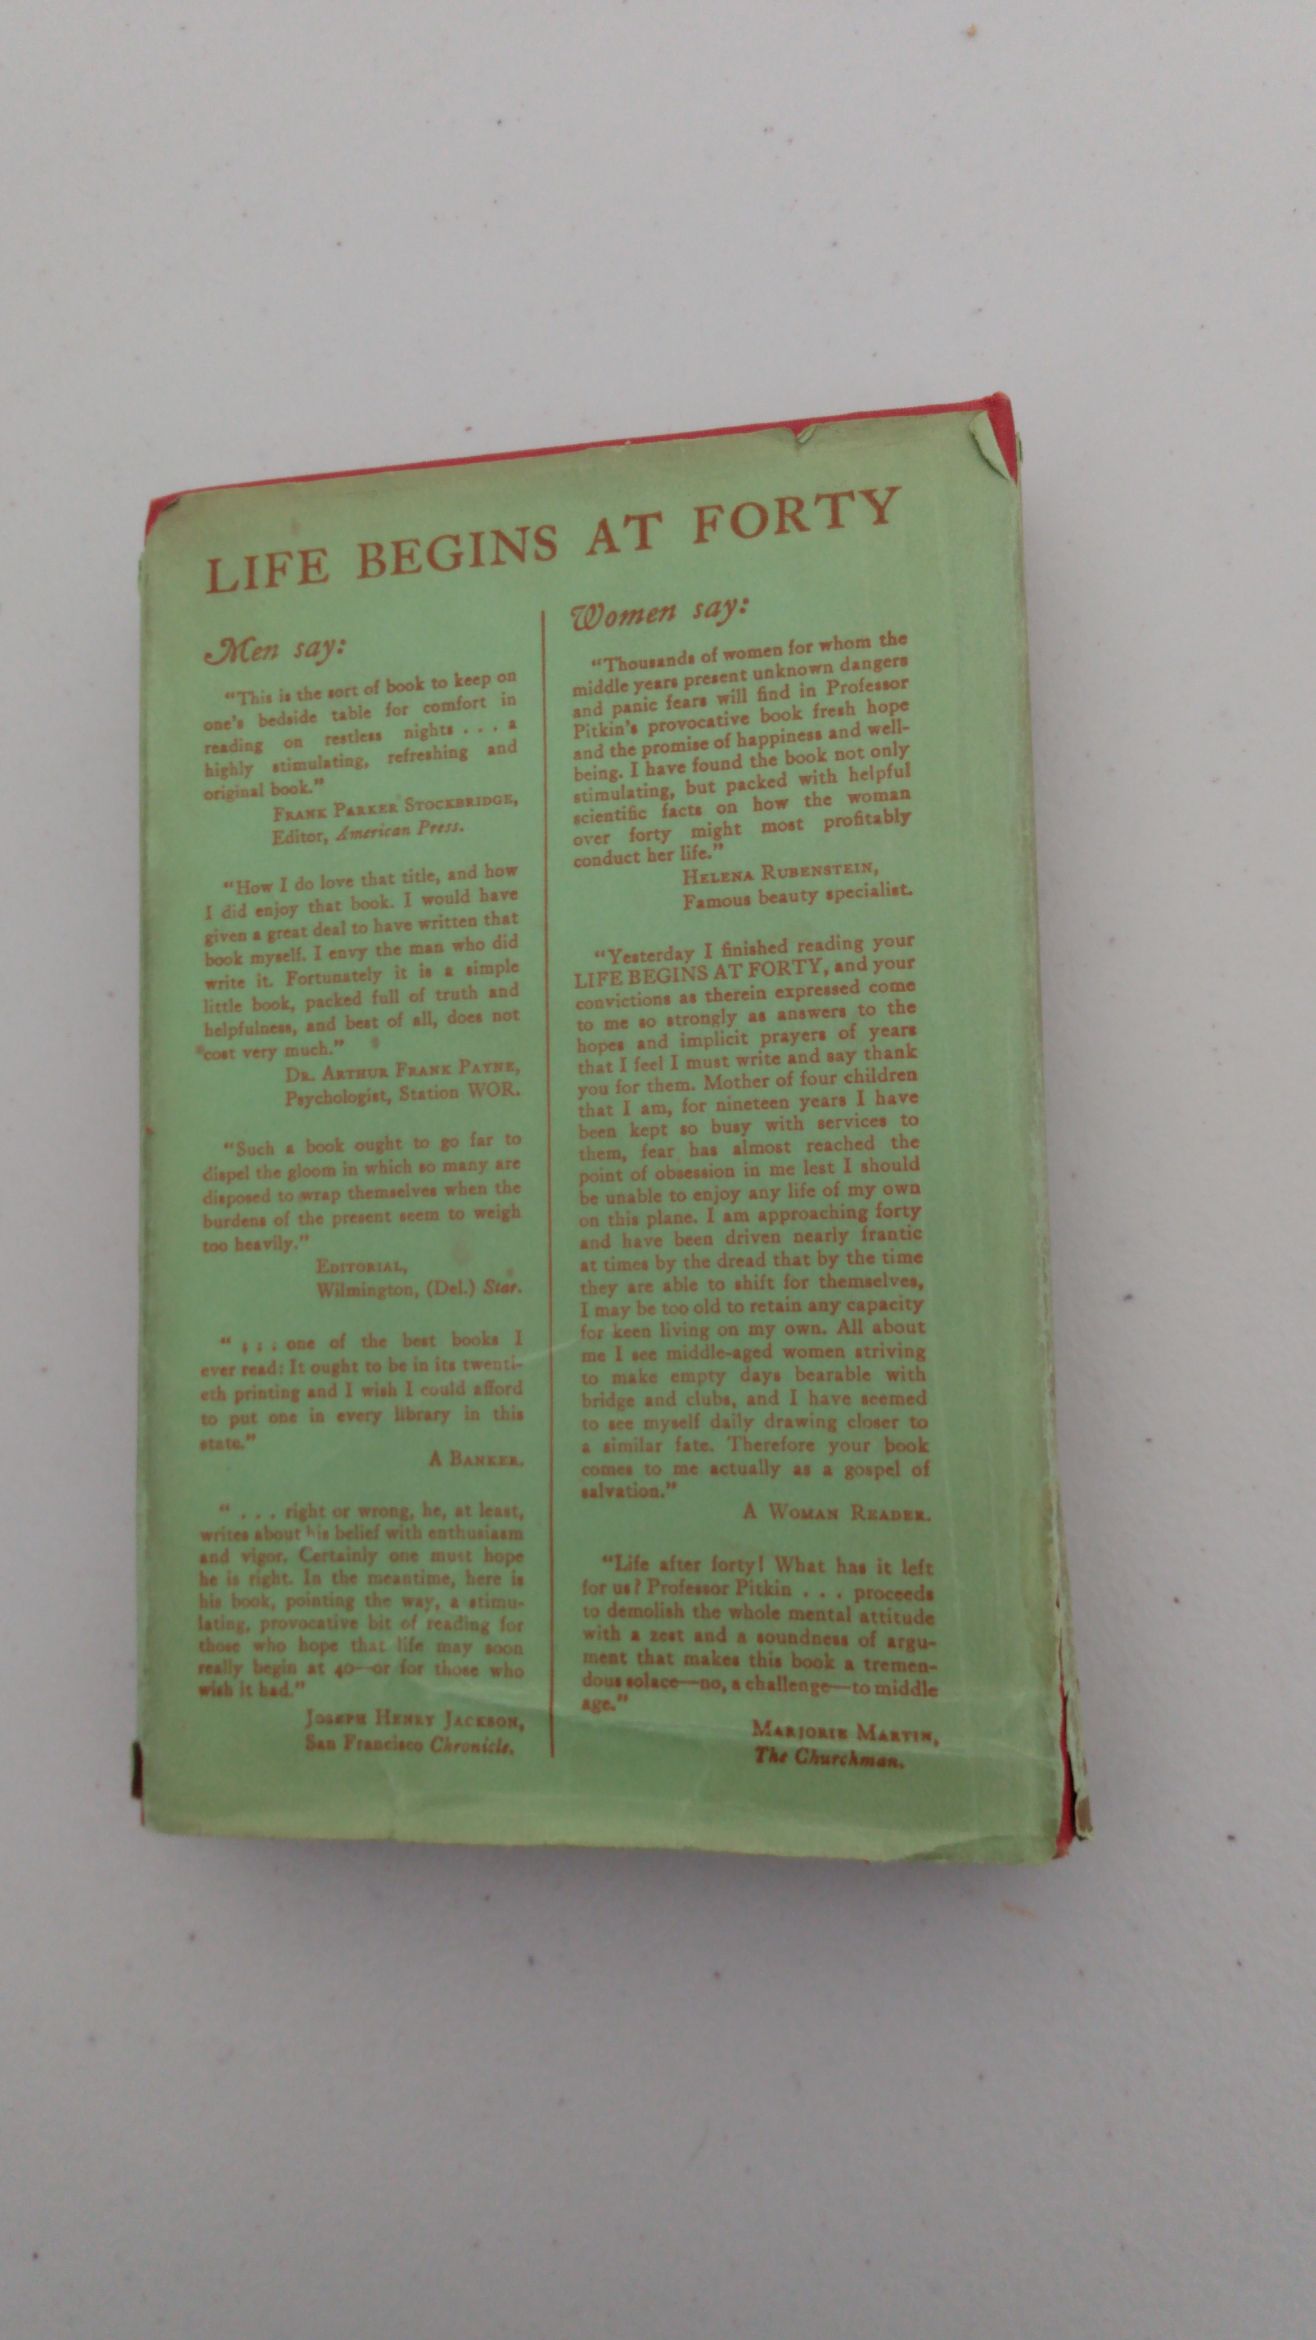 LIFE BEGINS AT FORTY
Men say:
"This is the sort of book to keep on
one's bedside table for comfort in
reading on restless nights . . . a
highly stimulating, refreshing and
original book."
FRANK PARKER STOCKBRIDGE,
Editor, American Press.
"How I do love that title, and how
I did enjoy that book. I would have
given a great deal to have written that
book myself. I envy the man who did
write it. Fortunately it is a simple
little book, packed full of truth and
helpfulness, and best of all, does not
cost very much."
DR. ARTHUR FRANK PAYNE,
Psychologist, Station WOR.
"Such a book ought to go far to
dispel the gloom in which so many are
disposed to wrap themselves when the
burdens of the present seem to weigh
too heavily."
EDITORIAL,
Wilmington, (Del.) Star.
" . . . one of the best books I
ever read: It ought to be in its twenti-
eth printing and I wish I could afford
to put one in every library in this
state."
A BANKER.
" . . . right or wrong, he, at least,
writes about his belief with enthusiasm
and vigor. Certainly one must hope
he is right. In the meantime, here is
his book, pointing the way, a stimu-
lating, provocative bit of reading for
those who hope that life may soon
really begin at 40—or for those who
wish it had."
JOSEPH HENRY JACKSON,
San Francisco Chronicle.
Women say:
"Thousands of women for whom the
middle years present unknown dangers
and panic fears will find in Professor
Pitkin's provocative book fresh hope
and the promise of happiness and well-
being. I have found the book not only
stimulating, but packed with helpful
scientific facts on how the woman
over forty might most profitably
conduct her life."
HELENA RUBENSTEIN,
Famous beauty specialist.
"Yesterday I finished reading your
LIFE BEGINS AT FORTY, and your
convictions as therein expressed come
to me so strongly as answers to the
hopes and implicit prayers of years
that I feel I must write and say thank
you for them. Mother of four children
that I am, for nineteen years I have
been kept so busy with services to
them, fear has almost reached the
point of obsession in me lest I should
be unable to enjoy any life of my own
on this plane. I am approaching forty
and have been driven nearly frantic
at times by the dread that by the time
they are able to shift for themselves,
I may be too old to retain any capacity
for keen living on my own. All about
me I see middle-aged women striving
to make empty days bearable with
bridge and clubs, and I have seemed
to see myself daily drawing closer to
a similar fate. Therefore your book
comes to me actually as a gospel of
salvation."
A WOMAN READER.
"Life after forty! What has it left
for us? Professor Pitkin . . . proceeds
to demolish the whole mental attitude
with a zest and a soundness of argu-
ment that makes this book a tremen-
dous solace—no, a challenge—to middle
age."
MARJORIE MARTIN,
The Churchman.